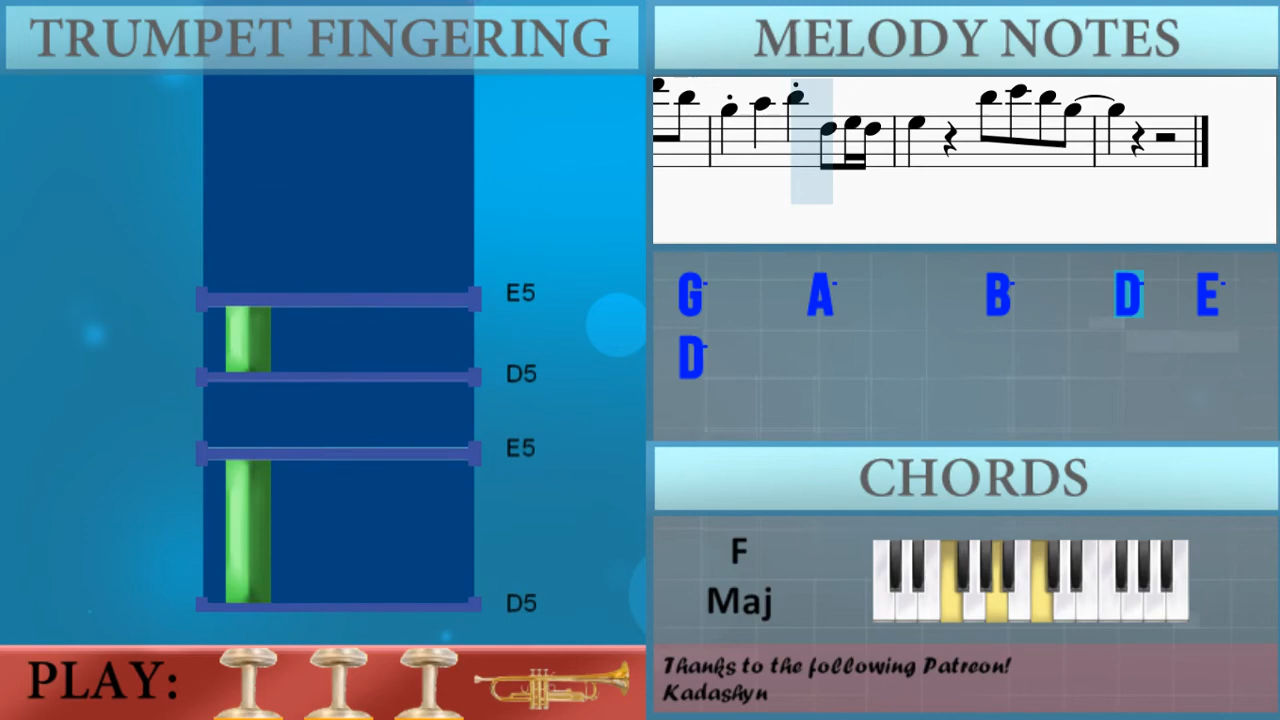 TRUMPET FINGERING
E5
D5
E5
D5
PLAY:
MELODY NOTES
G- A- B- D- E-
D-
CHORDS
F
Maj
Thanks to the following Patreon!
Kadashyn